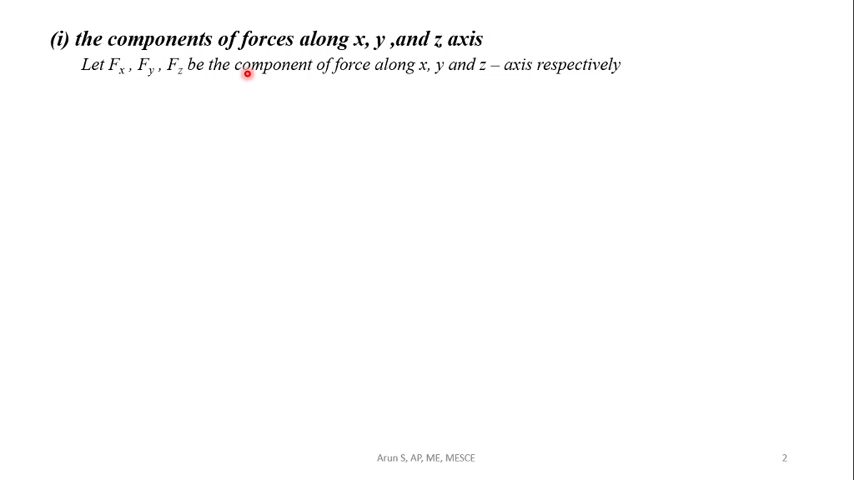 (i) the components of forces along x, y ,and z axis
Let Fx , Fy , Fz be the component of force along x, y and z – axis respectively
Arun S, AP, ME, MESCE
2